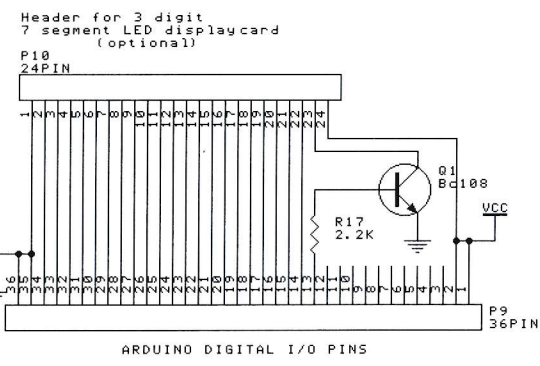 Header for 3 digit
7 segment LED displaycard
(optional)
P10
24PIN
1 2 3 4 5 6 7 8 9 10 11 12 13 14 15 16 17 18 19 20 21 22 23 24
Q1
Bc108
VCC
R17
2.2K
36 35 34 33 32 31 30 29 28 27 26 25 24 23 22 21 20 19 18 17 16 15 14 13 12 11 10 9 8 7 6 5 4 3 2 1
P9
36PIN
ARDUINO DIGITAL I/O PINS